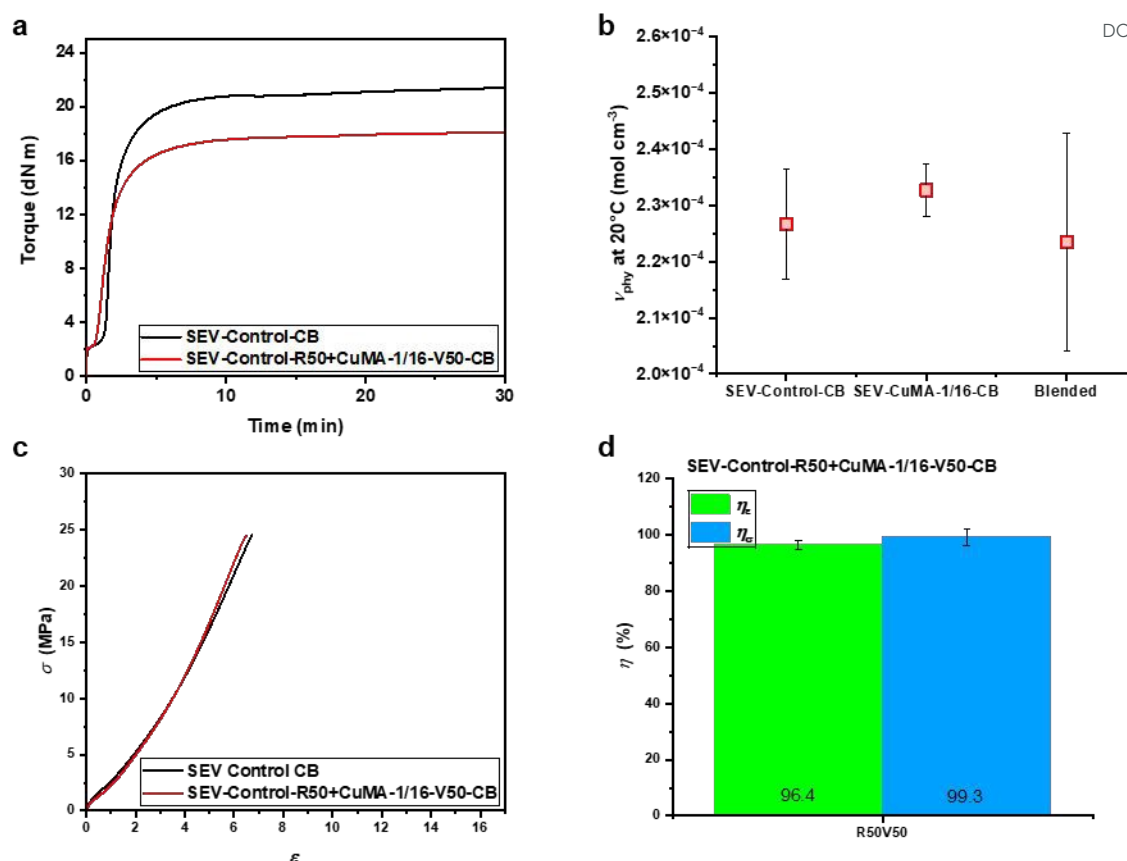 a
24
20
16
12
8
4
0
Torque (dN m)
SEV-Control-CB
SEV-Control-R50+CuMA-1/16-V50-CB
0 10 20 30
Time (min)
b
DO
2.6×10⁻⁴
2.5×10⁻⁴
2.4×10⁻⁴
2.3×10⁻⁴
2.2×10⁻⁴
2.1×10⁻⁴
2.0×10⁻⁴
νphy at 20°C (mol cm⁻³)
SEV-Control-CB SEV-CuMA-1/16-CB Blended
c
30
25
20
15
10
5
0
σ (MPa)
SEV Control CB
SEV-Control-R50+CuMA-1/16-V50-CB
0 2 4 6 8 10 12 14 16
ε
d
SEV-Control-R50+CuMA-1/16-V50-CB
120
100
80
60
40
20
0
η (%)
ηε
ησ
96.4 99.3
R50V50